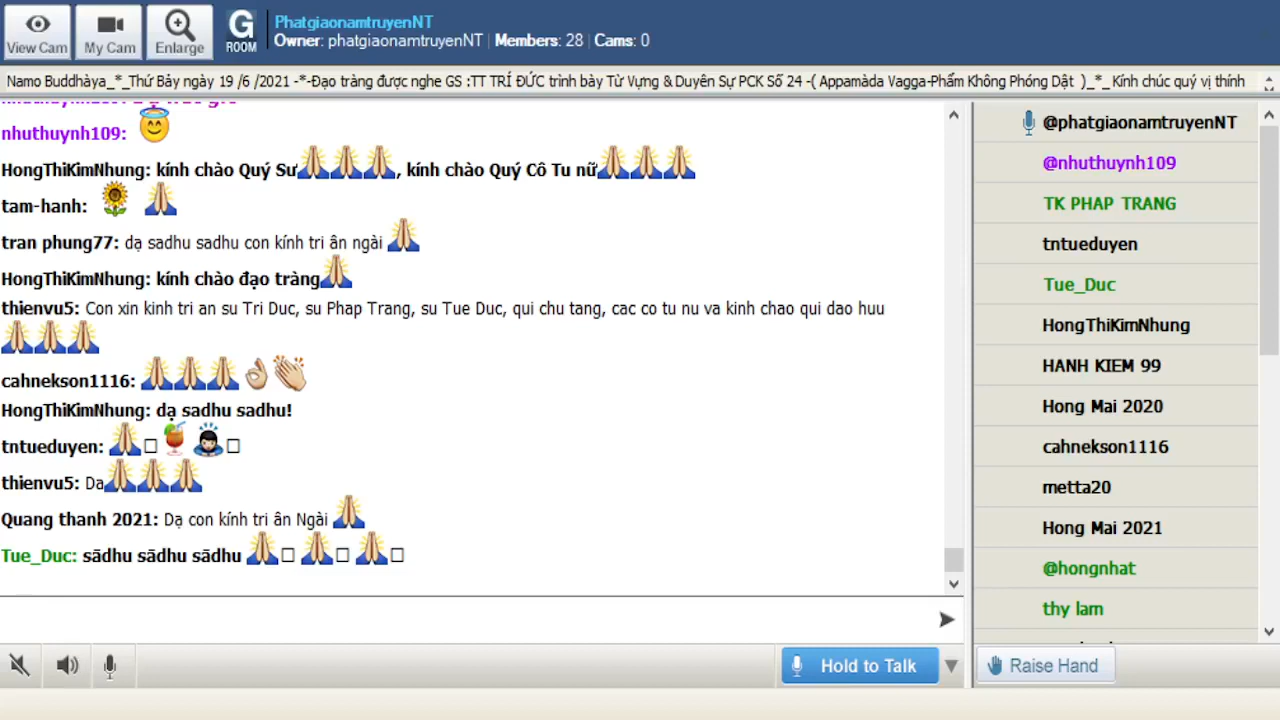 View Cam
My Cam
Enlarge
G
ROOM
PhatgiaonamtruyenNT
Owner: phatgiaonamtruyenNT | Members: 28 | Cams: 0
Namo Buddhàya_*_Thứ Bảy ngày 19 /6 /2021 -*-Đạo tràng được nghe GS :TT TRÍ ĐỨC trình bày Từ Vựng & Duyên Sự PCK Số 24 -( Appamàda Vagga-Phẩm Không Phóng Dật )_*_ Kính chúc quý vị thính
nhuthuynh109:
HongThiKimNhung: kính chào Quý Sư🙏🙏🙏, kính chào Quý Cô Tu nữ🙏🙏🙏
tam-hanh: 🌻 🙏
tran phung77: dạ sadhu sadhu con kính tri ân ngài 🙏
HongThiKimNhung: kính chào đạo tràng🙏
thienvu5: Con xin kinh tri an su Tri Duc, su Phap Trang, su Tue Duc, qui chu tang, cac co tu nu va kinh chao qui dao huu
🙏🙏🙏
cahnekson1116: 🙏🙏🙏👌👏
HongThiKimNhung: dạ sadhu sadhu!
tntueduyen: 🙏🍹🙇
thienvu5: Da🙏🙏🙏
Quang thanh 2021: Dạ con kính tri ân Ngài 🙏
Tue_Duc: sādhu sādhu sādhu 🙏 🙏 🙏
@phatgiaonamtruyenNT
@nhuthuynh109
TK PHAP TRANG
tntueduyen
Tue_Duc
HongThiKimNhung
HANH KIEM 99
Hong Mai 2020
cahnekson1116
metta20
Hong Mai 2021
@hongnhat
thy lam
Hold to Talk
Raise Hand